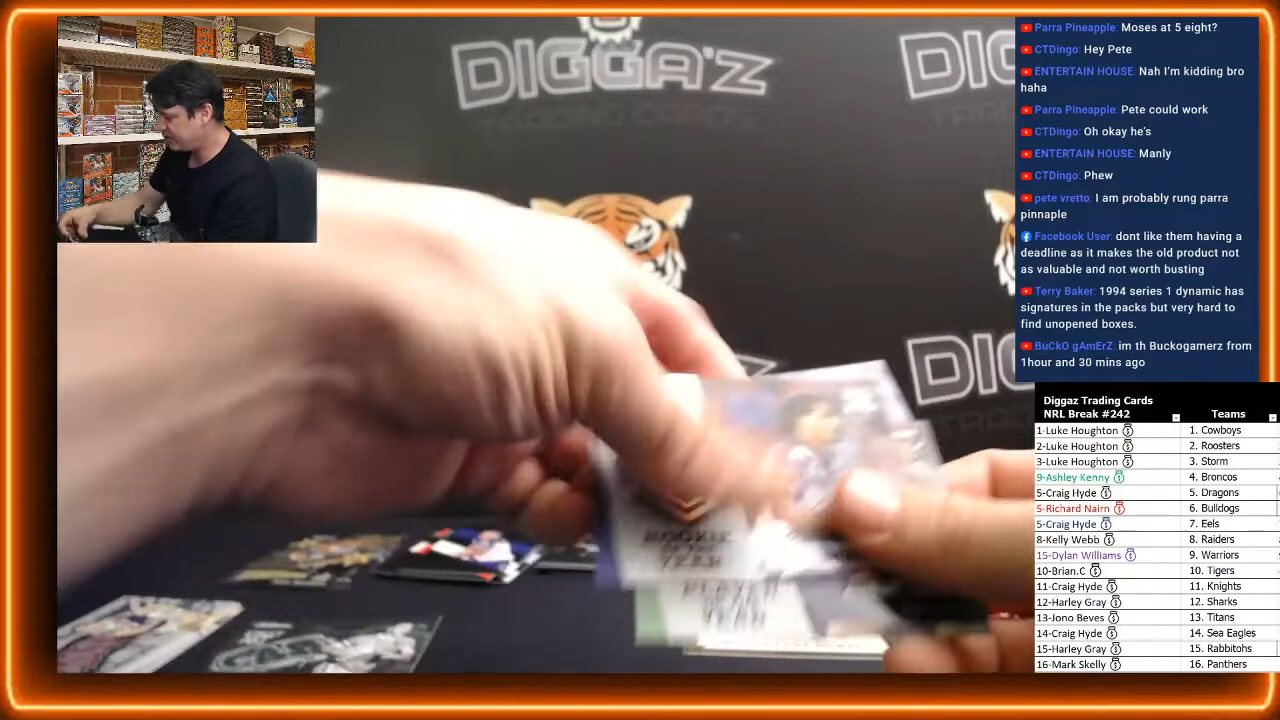 DIGGA'Z
DIG
Parra Pineapple: Moses at 5 eight?
CTDingo: Hey Pete
ENTERTAIN HOUSE: Nah I'm kidding bro
haha
Parra Pineapple: Pete could work
CTDingo: Oh okay he's
ENTERTAIN HOUSE: Manly
CTDingo: Phew
pete vretto: I am probably rung parra
pinnaple
Facebook User: dont like them having a
deadline as it makes the old product not
as valuable and not worth busting
Terry Baker: 1994 series 1 dynamic has
signatures in the packs but very hard to
find unopened boxes.
BuCkO gAmErZ: im th Buckogamerz from
1hour and 30 mins ago
DIG
ROOKIE
OF THE
YEAR
PLAYER
YEAR
Diggaz Trading Cards
NRL Break #242 Teams
1-Luke Houghton 1. Cowboys
2-Luke Houghton 2. Roosters
3-Luke Houghton 3. Storm
9-Ashley Kenny 4. Broncos
5-Craig Hyde 5. Dragons
5-Richard Nairn 6. Bulldogs
5-Craig Hyde 7. Eels
8-Kelly Webb 8. Raiders
15-Dylan Williams 9. Warriors
10-Brian.C 10. Tigers
11-Craig Hyde 11. Knights
12-Harley Gray 12. Sharks
13-Jono Beves 13. Titans
14-Craig Hyde 14. Sea Eagles
15-Harley Gray 15. Rabbitohs
16-Mark Skelly 16. Panthers